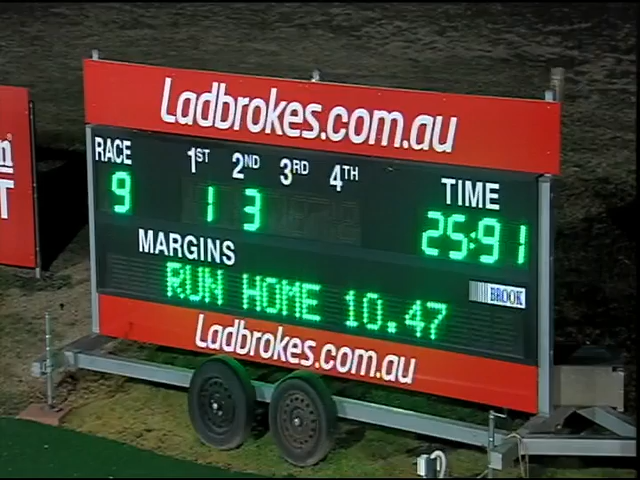 Ladbrokes.com.au
RACE 1ST 2ND 3RD 4TH TIME
9 1 3 25:91
MARGINS
RUN HOME 10.47
BROOK
Ladbrokes.com.au
n
T